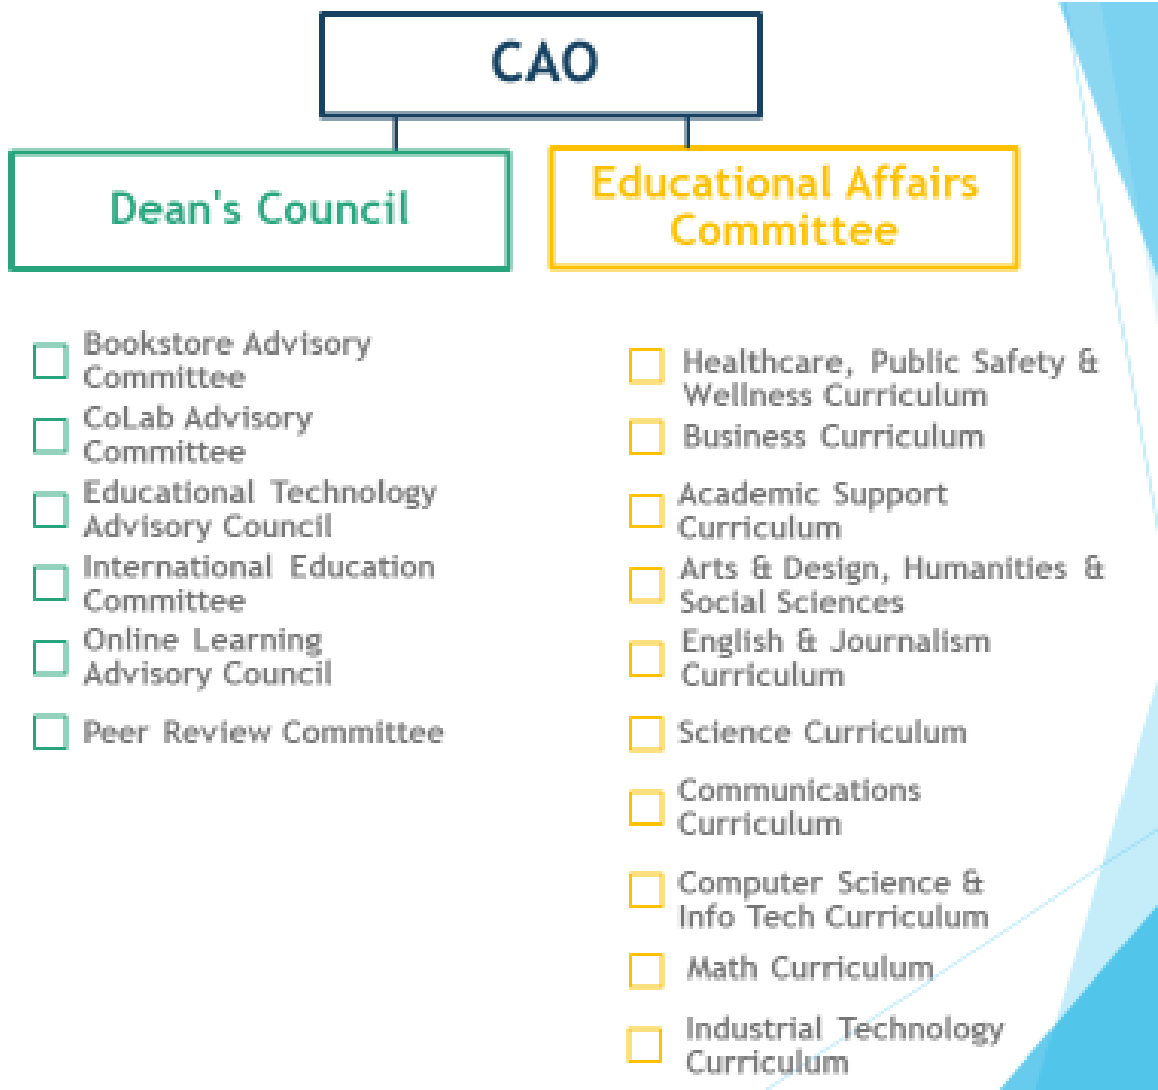 CAO
Dean's Council
Educational Affairs
Committee
Bookstore Advisory
Committee
CoLab Advisory
Committee
Educational Technology
Advisory Council
International Education
Committee
Online Learning
Advisory Council
Peer Review Committee
Healthcare, Public Safety &
Wellness Curriculum
Business Curriculum
Academic Support
Curriculum
Arts & Design, Humanities &
Social Sciences
English & Journalism
Curriculum
Science Curriculum
Communications
Curriculum
Computer Science &
Info Tech Curriculum
Math Curriculum
Industrial Technology
Curriculum